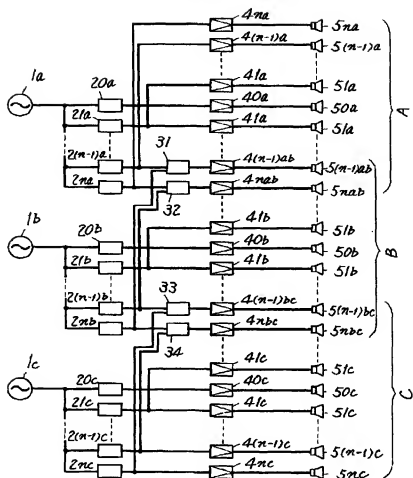 4na 5na
4(n-1)a 5(n-1)a
1a 20a 41a 51a
21a 40a 50a
41a 51a
A
2(n-1)a 31 4(n-1)ab 5(n-1)ab
2na 32 4nab 5nab
1b 20b 41b 51b
21b 40b 50b
41b 51b
B
2(n-1)b 33 4(n-1)bc 5(n-1)bc
2nb 34 4nbc 5nbc
1c 20c 41c 51c
21c 40c 50c
41c 51c
C
2(n-1)c 4(n-1)c 5(n-1)c
2nc 4nc 5nc